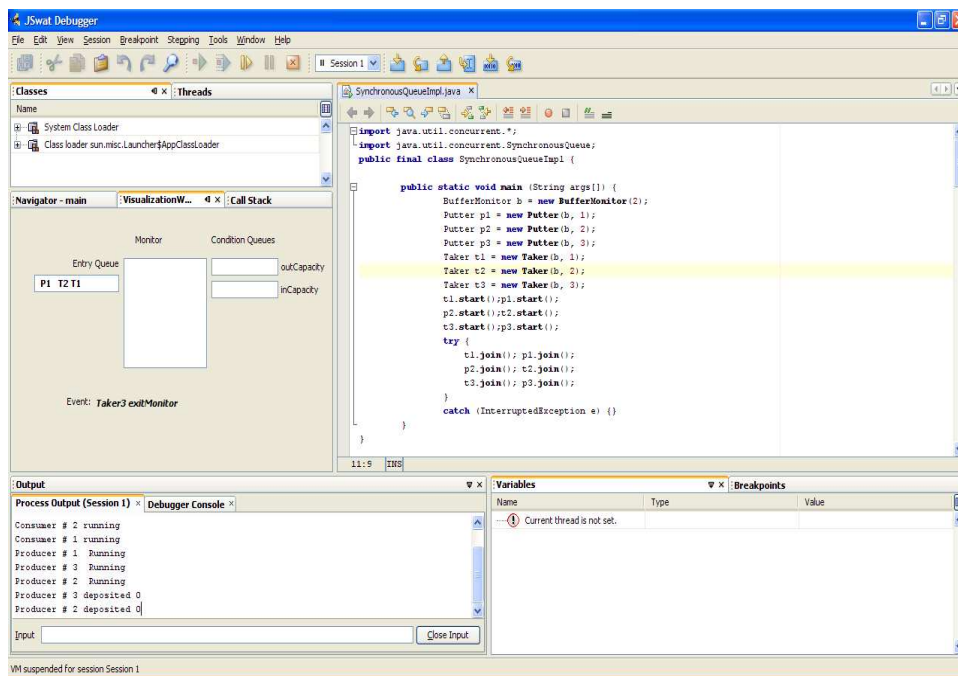 JSwat Debugger
File Edit View Session Breakpoint Stepping Tools Window Help
Session 1
Classes
Threads
Name
System Class Loader
Class loader sun.misc.Launcher$AppClassLoader
Navigator - main
VisualizationW...
Call Stack
Monitor
Condition Queues
Entry Queue
outCapacity
P1 T2 T1
inCapacity
Event: Taker3 exitMonitor
SynchronousQueueImpl.java
import java.util.concurrent.*;
import java.util.concurrent.SynchronousQueue;
public final class SynchronousQueueImpl {
public static void main (String args[]) {
BufferMonitor b = new BufferMonitor(2);
Putter p1 = new Putter(b, 1);
Putter p2 = new Putter(b, 2);
Putter p3 = new Putter(b, 3);
Taker t1 = new Taker(b, 1);
Taker t2 = new Taker(b, 2);
Taker t3 = new Taker(b, 3);
t1.start();p1.start();
p2.start();t2.start();
t3.start();p3.start();
try {
t1.join(); p1.join();
p2.join(); t2.join();
t3.join(); p3.join();
}
catch (InterruptedException e) {}
}
}
11:9 INS
Output
Process Output (Session 1)
Debugger Console
Consumer # 2 running
Consumer # 1 running
Producer # 1 Running
Producer # 3 Running
Producer # 2 Running
Producer # 3 deposited 0
Producer # 2 deposited 0
Input
Close Input
Variables
Breakpoints
Name Type Value
Current thread is not set.
VM suspended for session Session 1